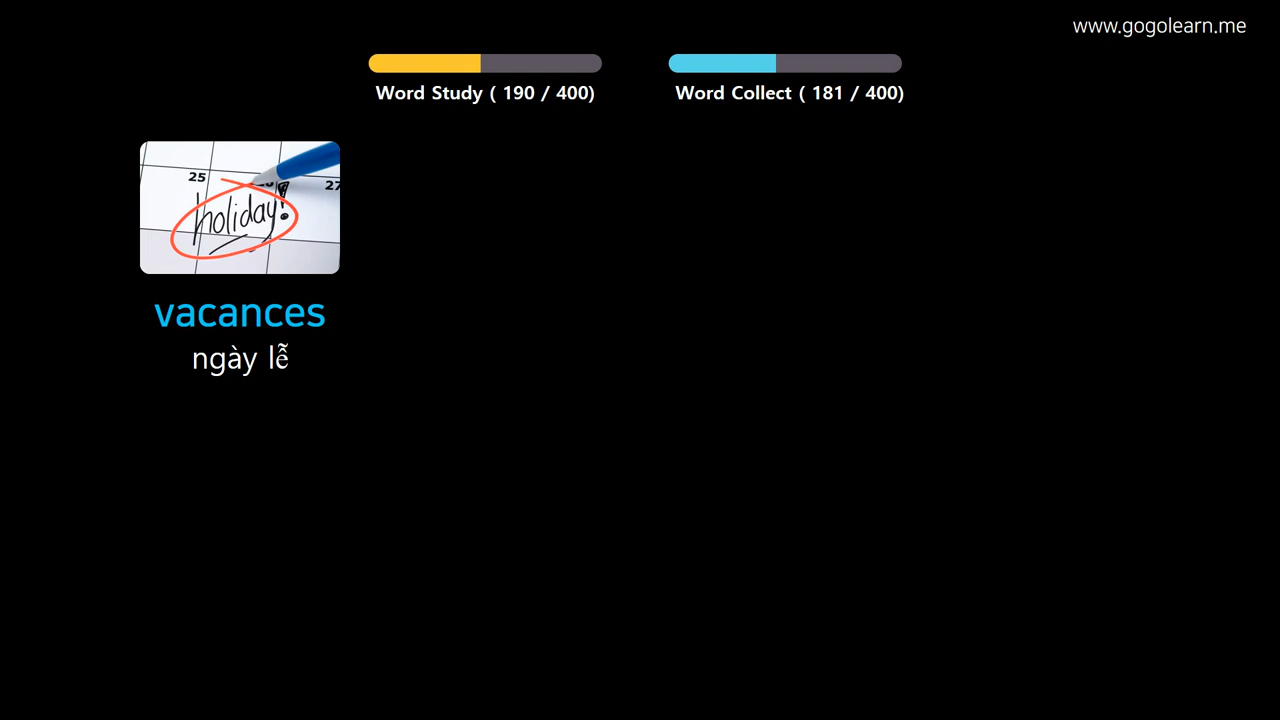 www.gogolearn.me
Word Study ( 190 / 400)
Word Collect ( 181 / 400)
25
27
holiday!
vacances
ngày lễ